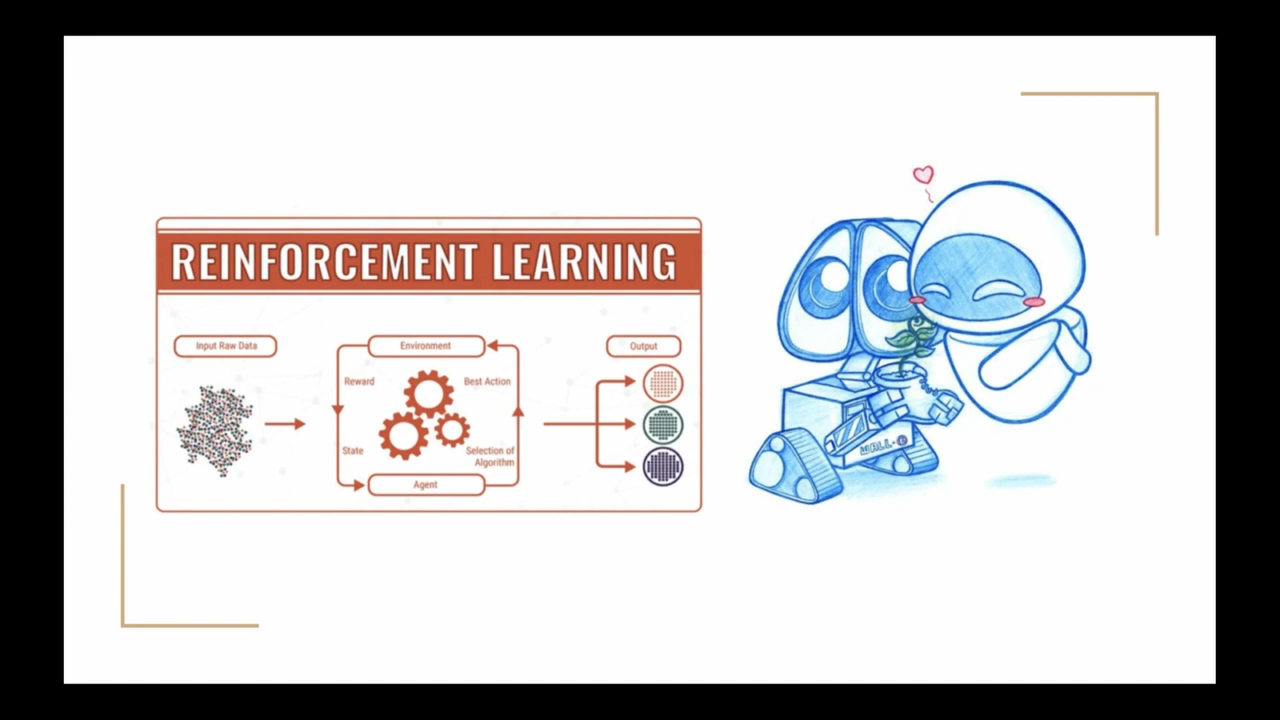 REINFORCEMENT LEARNING
Input Raw Data
Environment
Output
Reward
Best Action
State
Selection of
Algorithm
Agent
WALL•E